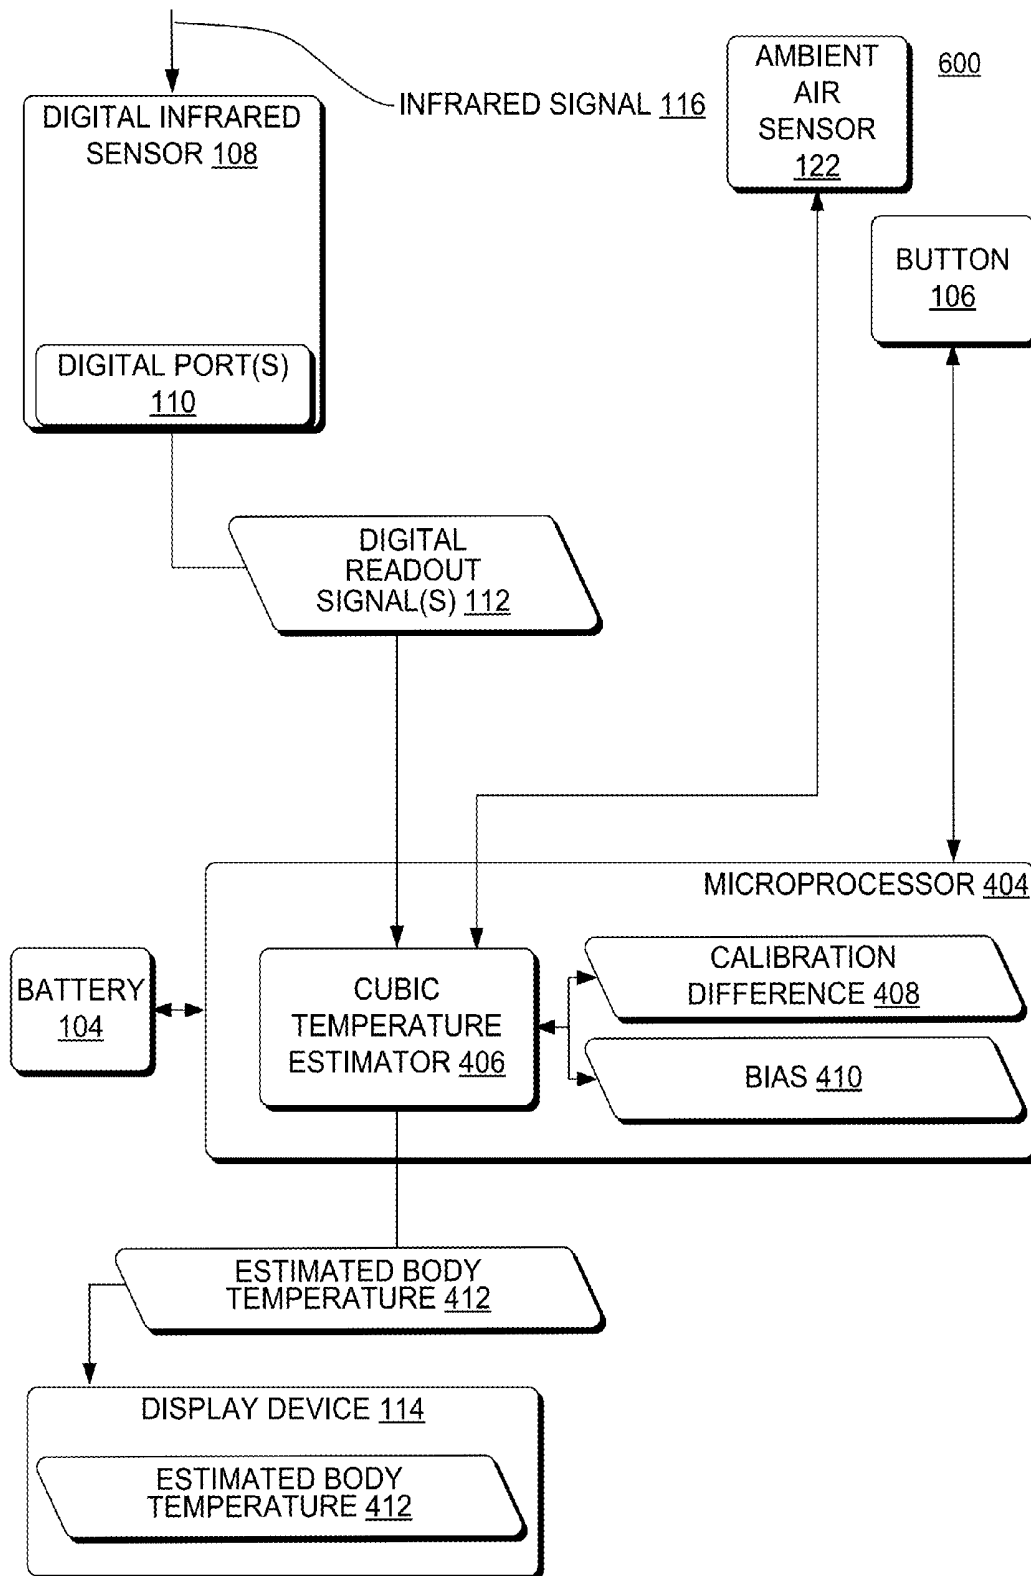 AMBIENT
AIR
SENSOR
122
600
INFRARED SIGNAL 116
DIGITAL INFRARED
SENSOR 108
BUTTON
106
DIGITAL PORT(S)
110
DIGITAL
READOUT
SIGNAL(S) 112
MICROPROCESSOR 404
BATTERY
104
CUBIC
TEMPERATURE
ESTIMATOR 406
CALIBRATION
DIFFERENCE 408
BIAS 410
ESTIMATED BODY
TEMPERATURE 412
DISPLAY DEVICE 114
ESTIMATED BODY
TEMPERATURE 412